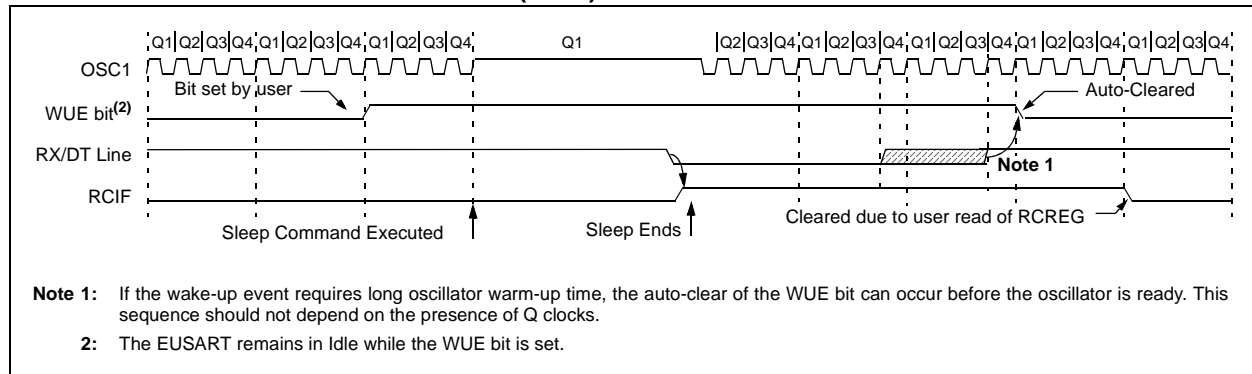 Q1 Q2 Q3 Q4 Q1 Q2 Q3 Q4 Q1 Q2 Q3 Q4 Q1 Q2 Q3 Q4 Q1 Q2 Q3 Q4 Q1 Q2 Q3 Q4 Q1 Q2 Q3 Q4 Q1 Q2 Q3 Q4
OSC1
Bit set by user
Auto-Cleared
WUE bit(2)
RX/DT Line
Note 1
RCIF
Cleared due to user read of RCREG
Sleep Command Executed
Sleep Ends
Note 1: If the wake-up event requires long oscillator warm-up time, the auto-clear of the WUE bit can occur before the oscillator is ready. This
sequence should not depend on the presence of Q clocks.
2: The EUSART remains in Idle while the WUE bit is set.